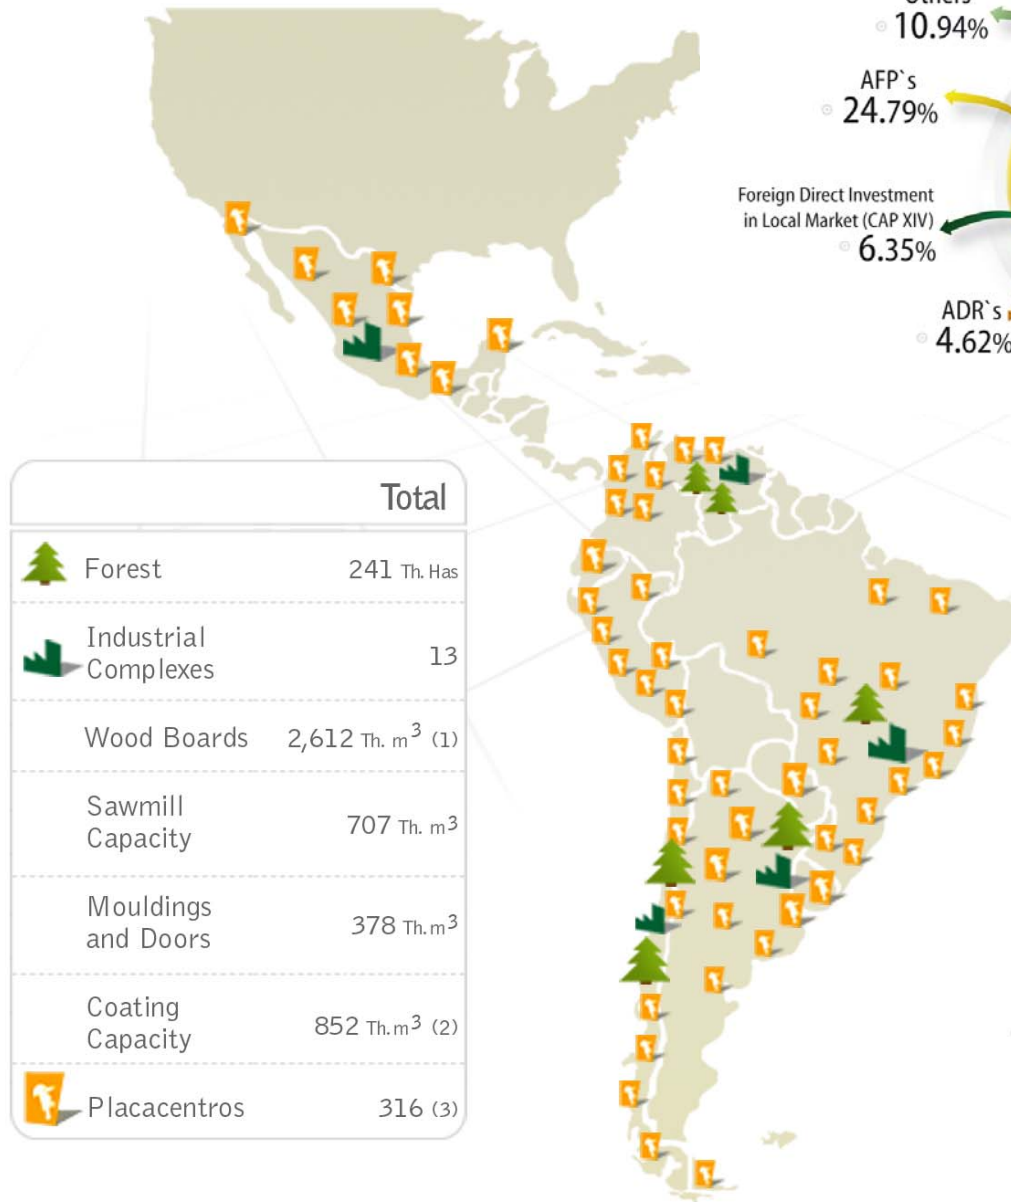 Others
10.94%
AFP`s
24.79%
Foreign Direct Investment
in Local Market (CAP XIV)
6.35%
ADR`s
4.62%
Total
Forest 241 Th. Has
Industrial
Complexes 13
Wood Boards 2,612 Th. m³ (1)
Sawmill
Capacity 707 Th. m³
Mouldings
and Doors 378 Th.m³
Coating
Capacity 852 Th.m³ (2)
Placacentros 316 (3)